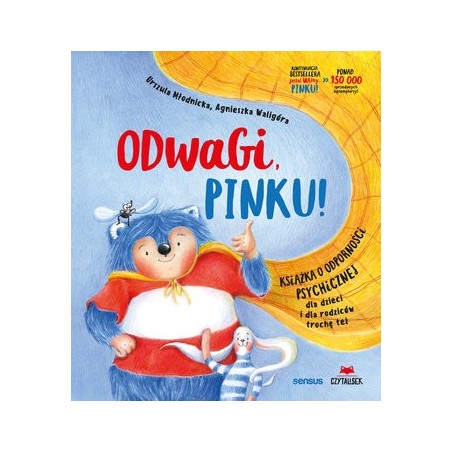 KONTYNUACJA
BESTSELLERA
jesteś WAŻNY,
PINKU!
»
PONAD
150 000
sprzedanych
egzemplarzy!
Urszula Młodnicka, Agnieszka Waligóra
ODWAGI,
PINKU!
KSIĄŻKA O ODPORNOŚCI
PSYCHICZNEJ
dla dzieci
i dla rodziców
trochę też
sensus
CZYTALISEK